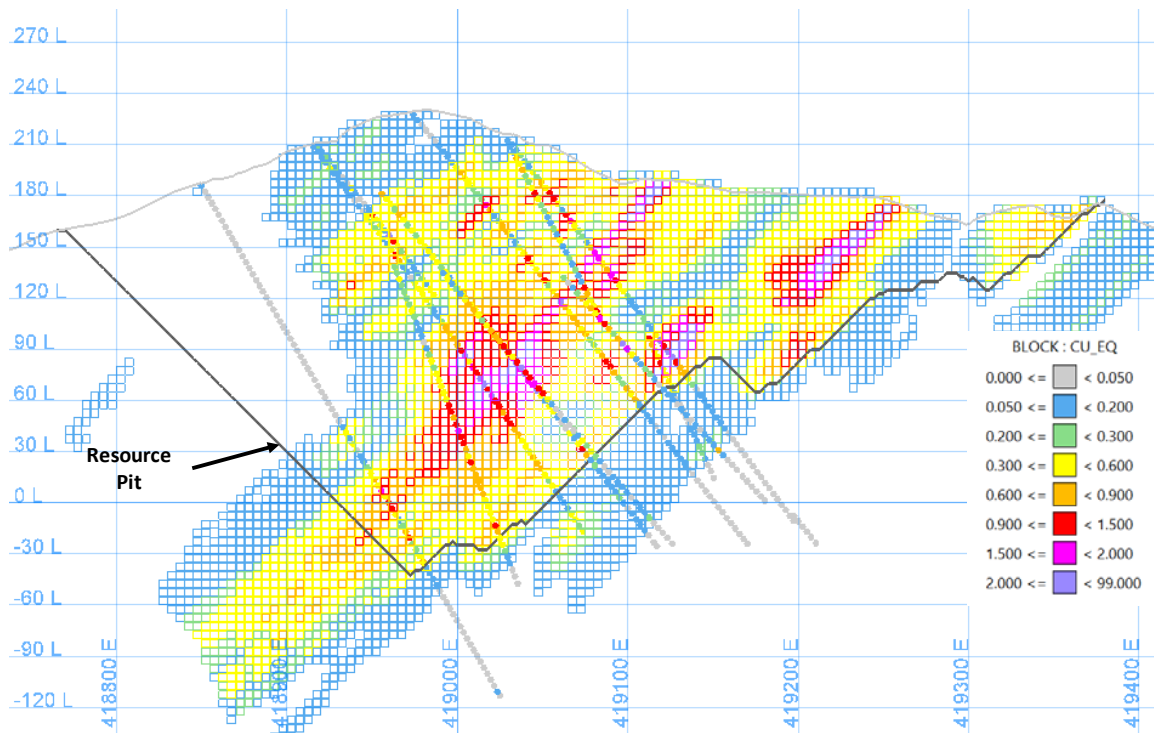 270 L
240 L
210 L
180 L
150 L
120 L
90 L
60 L
30 L
0 L
-30 L
-60 L
-90 L
-120 L
Resource
Pit
418800 E
418900 E
419000 E
419100 E
419200 E
419300 E
419400 E
BLOCK : CU_EQ
0.000 <= < 0.050
0.050 <= < 0.200
0.200 <= < 0.300
0.300 <= < 0.600
0.600 <= < 0.900
0.900 <= < 1.500
1.500 <= < 2.000
2.000 <= < 99.000